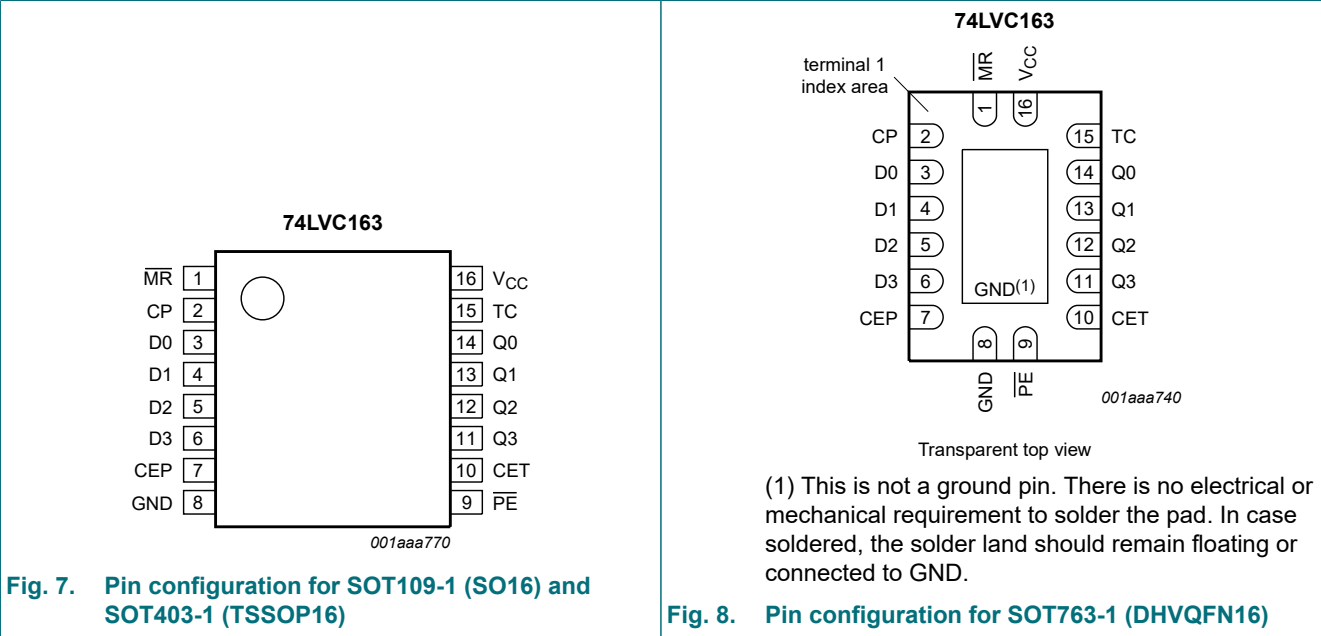 74LVC163
MR 1
CP 2
D0 3
D1 4
D2 5
D3 6
CEP 7
GND 8
16 VCC
15 TC
14 Q0
13 Q1
12 Q2
11 Q3
10 CET
9 PE
001aaa770
Fig. 7. Pin configuration for SOT109-1 (SO16) and
SOT403-1 (TSSOP16)
74LVC163
terminal 1
index area
MR
VCC
1
16
CP 2
D0 3
D1 4
D2 5
D3 6
CEP 7
15 TC
14 Q0
13 Q1
12 Q2
11 Q3
10 CET
GND(1)
8
9
GND
PE
001aaa740
Transparent top view
(1) This is not a ground pin. There is no electrical or
mechanical requirement to solder the pad. In case
soldered, the solder land should remain floating or
connected to GND.
Fig. 8. Pin configuration for SOT763-1 (DHVQFN16)